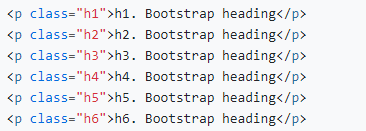 <p class="h1">h1. Bootstrap heading</p>
<p class="h2">h2. Bootstrap heading</p>
<p class="h3">h3. Bootstrap heading</p>
<p class="h4">h4. Bootstrap heading</p>
<p class="h5">h5. Bootstrap heading</p>
<p class="h6">h6. Bootstrap heading</p>